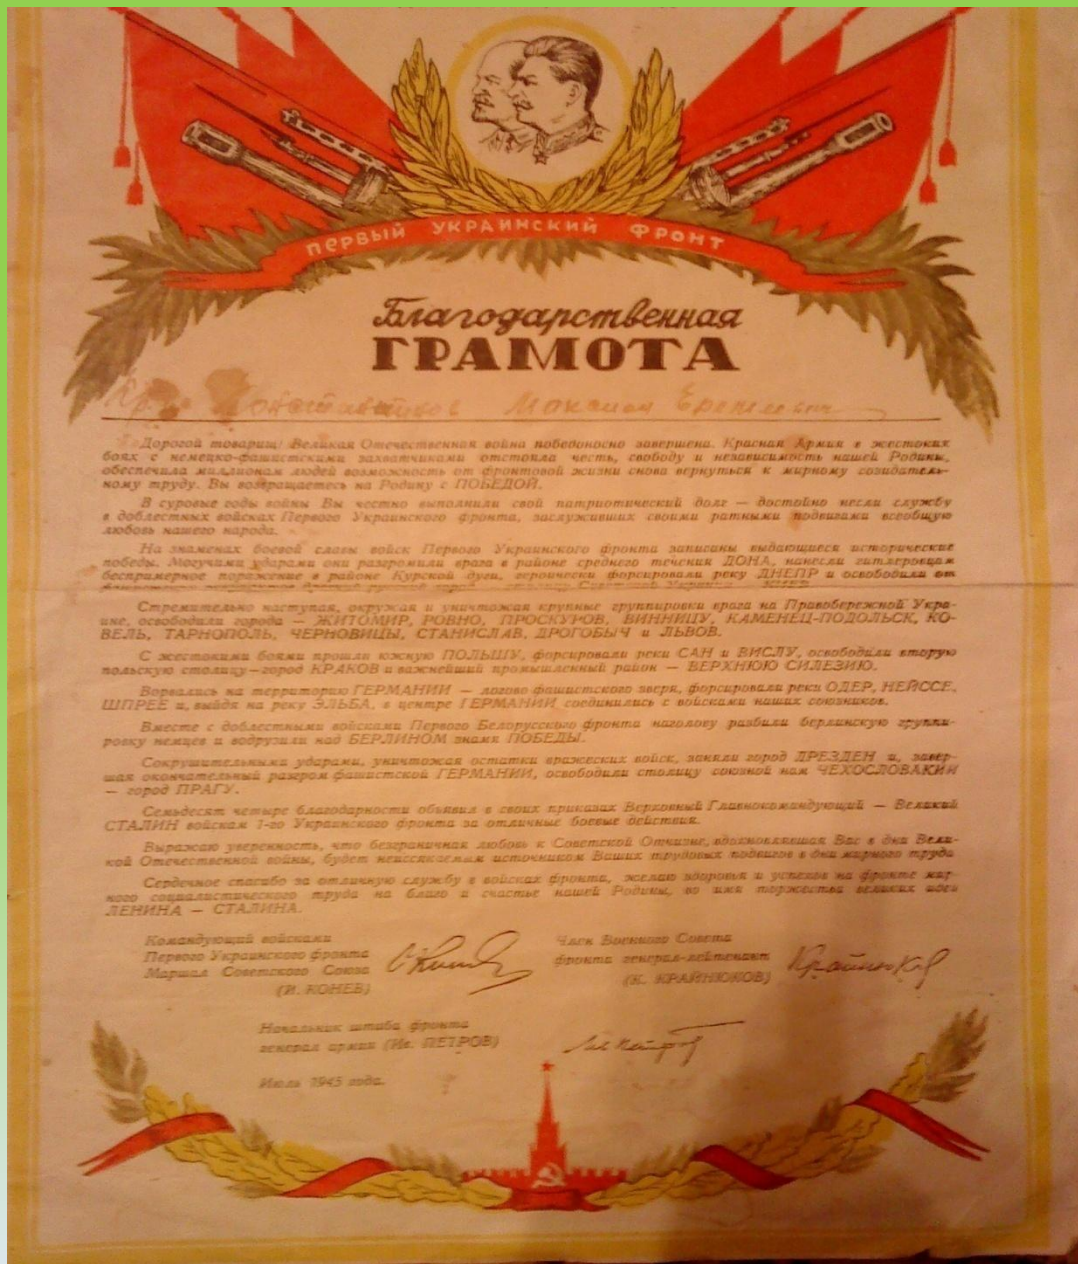 ПЕРВЫЙ УКРАИНСКИЙ ФРОНТ
Благодарственная
ГРАМОТА
Дорогой товарищ! Великая Отечественная война победоносно завершена. Красная Армия в жестоких
боях с немецко-фашистскими захватчиками отстояла честь, свободу и независимость нашей Родины,
обеспечила миллионам людей возможность от фронтовой жизни снова вернуться к мирному созидатель-
ному труду. Вы возвращаетесь на Родину с ПОБЕДОЙ.
В суровые годы войны Вы честно выполнили свой патриотический долг — достойно несли службу
в доблестных войсках Первого Украинского фронта, заслуживших своими ратными подвигами всеобщую
любовь нашего народа.
На знаменах боевой славы войск Первого Украинского фронта записаны выдающиеся исторические
победы. Могучими ударами они разгромили врага в районе среднего течения ДОНА, нанесли гитлеровцам
беспримерное поражение в районе Курской дуги, героически форсировали реку ДНЕПР и освободили от
Стремительно наступая, окружая и уничтожая крупные группировки врага на Правобережной Укра-
ине, освободили города — ЖИТОМИР, РОВНО, ПРОСКУРОВ, ВИННИЦУ, КАМЕНЕЦ-ПОДОЛЬСК, КО-
ВЕЛЬ, ТАРНОПОЛЬ, ЧЕРНОВИЦЫ, СТАНИСЛАВ, ДРОГОБЫЧ и ЛЬВОВ.
С жестокими боями прошли южную ПОЛЬШУ, форсировали реки САН и ВИСЛУ, освободили вторую
польскую столицу—город КРАКОВ и важнейший промышленный район — ВЕРХНЮЮ СИЛЕЗИЮ.
Ворвались на территорию ГЕРМАНИИ — логово фашистского зверя, форсировали реки ОДЕР, НЕЙССЕ,
ШПРЕЕ и, выйдя на реку ЭЛЬБА, в центре ГЕРМАНИИ соединились с войсками наших союзников.
Вместе с доблестными войсками Первого Белорусского фронта наголову разбили берлинскую группи-
ровку немцев и водрузили над БЕРЛИНОМ знамя ПОБЕДЫ.
Сокрушительными ударами, уничтожая остатки вражеских войск, заняли город ДРЕЗДЕН и, завер-
шая окончательный разгром фашистской ГЕРМАНИИ, освободили столицу союзной нам ЧЕХОСЛОВАКИИ
— город ПРАГУ.
Семьдесят четыре благодарности объявил в своих приказах Верховный Главнокомандующий — Великий
СТАЛИН войскам 1-го Украинского фронта за отличные боевые действия.
Выражаю уверенность, что безграничная любовь к Советской Отчизне, вдохновлявшая Вас в дни Вели-
кой Отечественной войны, будет неиссякаемым источником Ваших трудовых подвигов в дни мирного труда
Сердечное спасибо за отличную службу в войсках фронта, желаю здоровья и успехов на фронте мир-
ного социалистического труда на благо и счастье нашей Родины, во имя торжества великих идей
ЛЕНИНА — СТАЛИНА.
Командующий войсками
Первого Украинского фронта
Маршал Советского Союза
(И. КОНЕВ)
Член Военного Совета
фронта генерал-лейтенант
(К. КРАЙНЮКОВ)
Крайнюков
Начальник штаба фронта
генерал армии (Ив. ПЕТРОВ)
Ив Петров
Июль 1945 года.